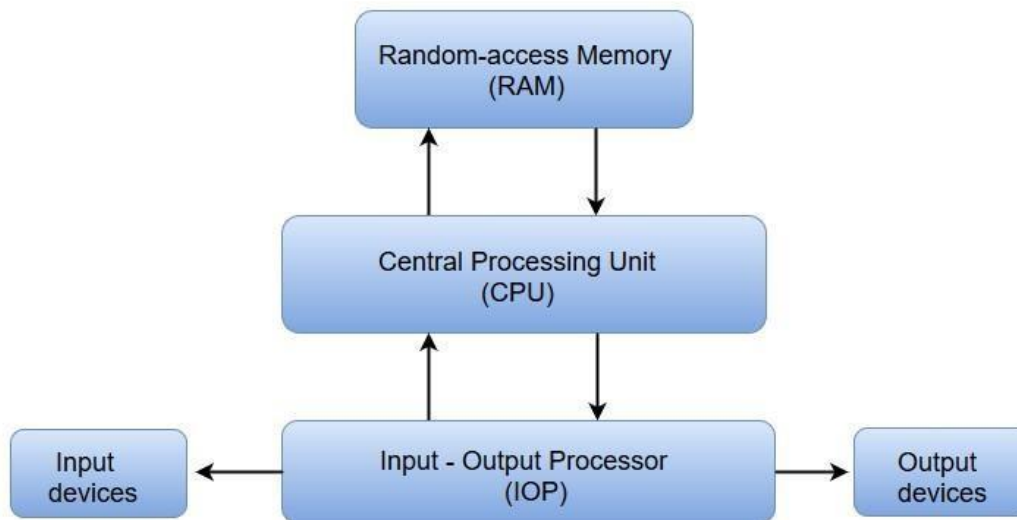 Random-access Memory
(RAM)
Central Processing Unit
(CPU)
Input
devices
Input - Output Processor
(IOP)
Output
devices